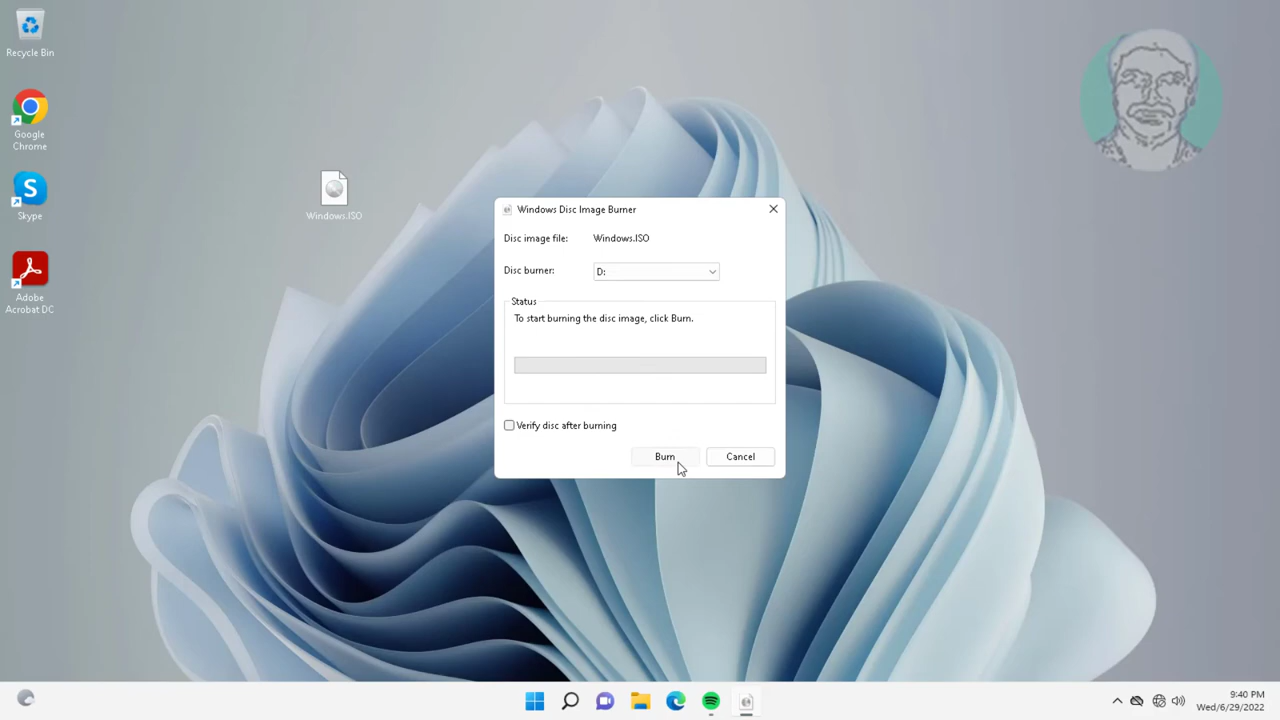 Recycle Bin
Google
Chrome
S
Skype
Adobe
Acrobat DC
Windows.ISO
Windows Disc Image Burner
Disc image file: Windows.ISO
Disc burner: D:
Status
To start burning the disc image, click Burn.
Verify disc after burning
Burn Cancel
9:40 PM
Wed/6/29/2022